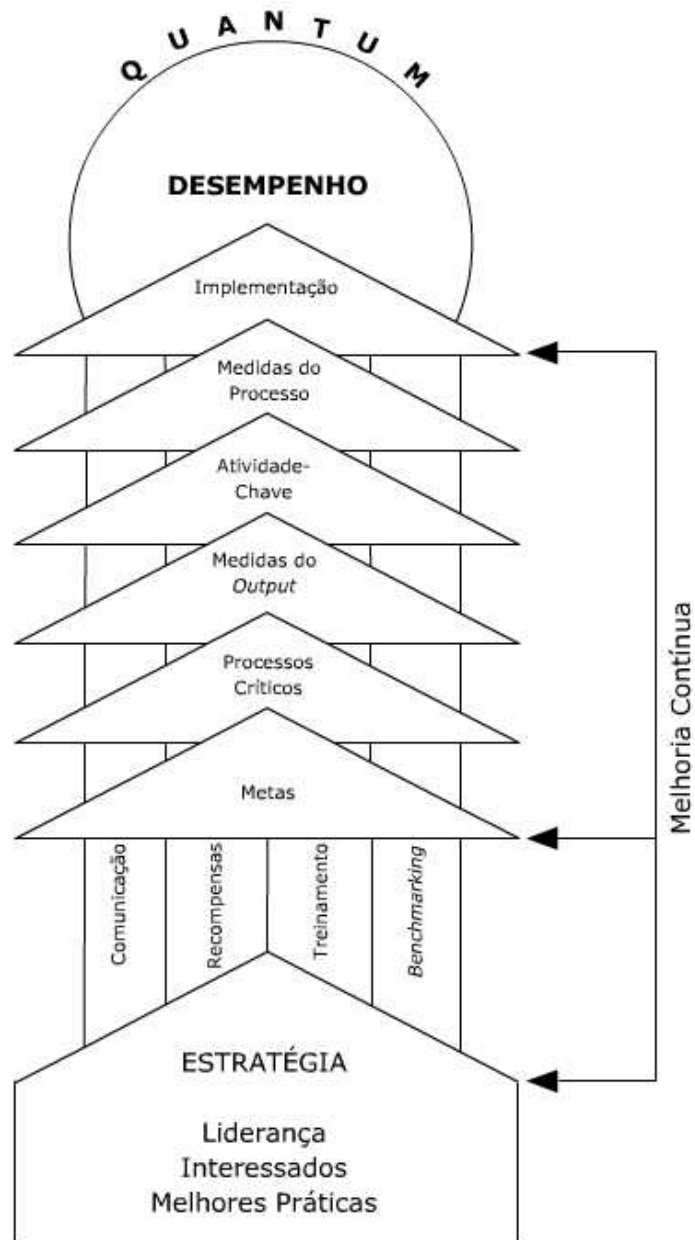 QUANTUM
DESEMPENHO
Implementação
Medidas do
Processo
Atividade-
Chave
Medidas do
Output
Processos
Críticos
Metas
Comunicação
Recompensas
Treinamento
Benchmarking
Melhoria Contínua
ESTRATÉGIA
Liderança
Interessados
Melhores Práticas